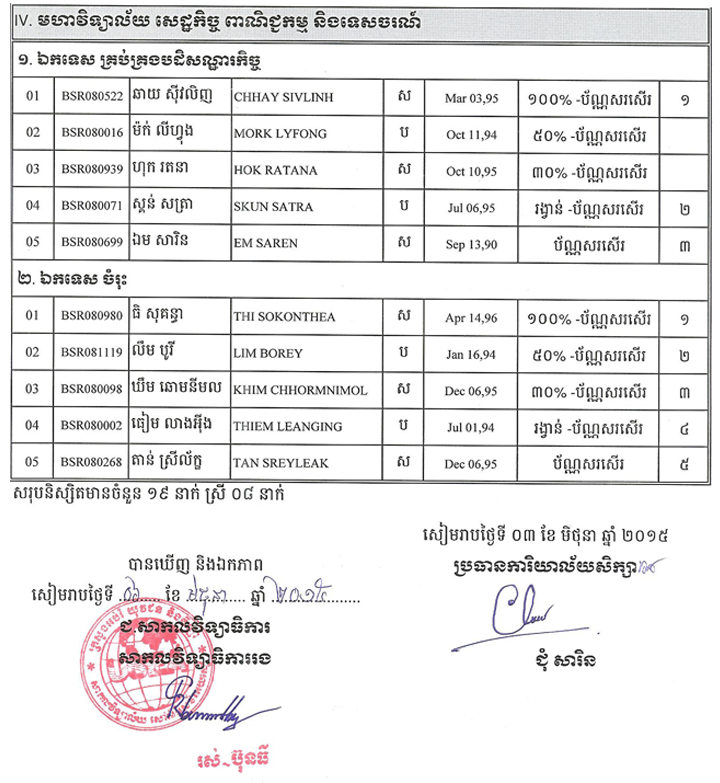 IV. មហាវិទ្យាល័យ សេដ្ឋកិច្ច ពាណិជ្ជកម្ម និងទេសចរណ៍
១. ឯកទេស គ្រប់គ្រងបដិសណ្ឋារកិច្ច
01 BSR080522 ឆាយ ស៊ីវលិញ CHHAY SIVLINH ស Mar 03,95 ១០០% -ប័ណ្ណសរសើរ ១
02 BSR080016 ម៉ក់ លីហ្វុង MORK LYFONG ប Oct 11,94 ៥០% -ប័ណ្ណសរសើរ
03 BSR080939 ហុក រតនា HOK RATANA ស Oct 10,95 ៣០% -ប័ណ្ណសរសើរ
04 BSR080071 ស្គន់ សត្រា SKUN SATRA ប Jul 06,95 រង្វាន់ -ប័ណ្ណសរសើរ ២
05 BSR080699 ឯម សារិន EM SAREN ស Sep 13,90 ប័ណ្ណសរសើរ ៣
២. ឯកទេស ចំរុះ
01 BSR080980 ធិ សុគន្ធា THI SOKONTHEA ស Apr 14,96 ១០០% -ប័ណ្ណសរសើរ ១
02 BSR081119 លឹម បូរី LIM BOREY ប Jan 16,94 ៥០% -ប័ណ្ណសរសើរ ២
03 BSR080098 ឃឹម ឆោមនីមល KHIM CHHORMNIMOL ស Dec 06,95 ៣០% -ប័ណ្ណសរសើរ ៣
04 BSR080002 ធៀម លាងអ៊ីង THIEM LEANGING ប Jul 01,94 រង្វាន់ -ប័ណ្ណសរសើរ ៤
05 BSR080268 តាន់ ស្រីល័ក្ខ TAN SREYLEAK ស Dec 06,95 ប័ណ្ណសរសើរ ៥
សរុបនិស្សិតមានចំនួន ១៩ នាក់ ស្រី ០៨ នាក់
សៀមរាបថ្ងៃទី ០៣ ខែ មិថុនា ឆ្នាំ ២០១៥
ប្រធានការិយាល័យសិក្សា
ជុំ សារិន
បានឃើញ និងឯកភាព
សៀមរាបថ្ងៃទី ខែ មិថុនា ឆ្នាំ ២០១៥
ជ.សាកលវិទ្យាធិការ
សាកលវិទ្យាធិការរង
រស់-ប៊ុនធី